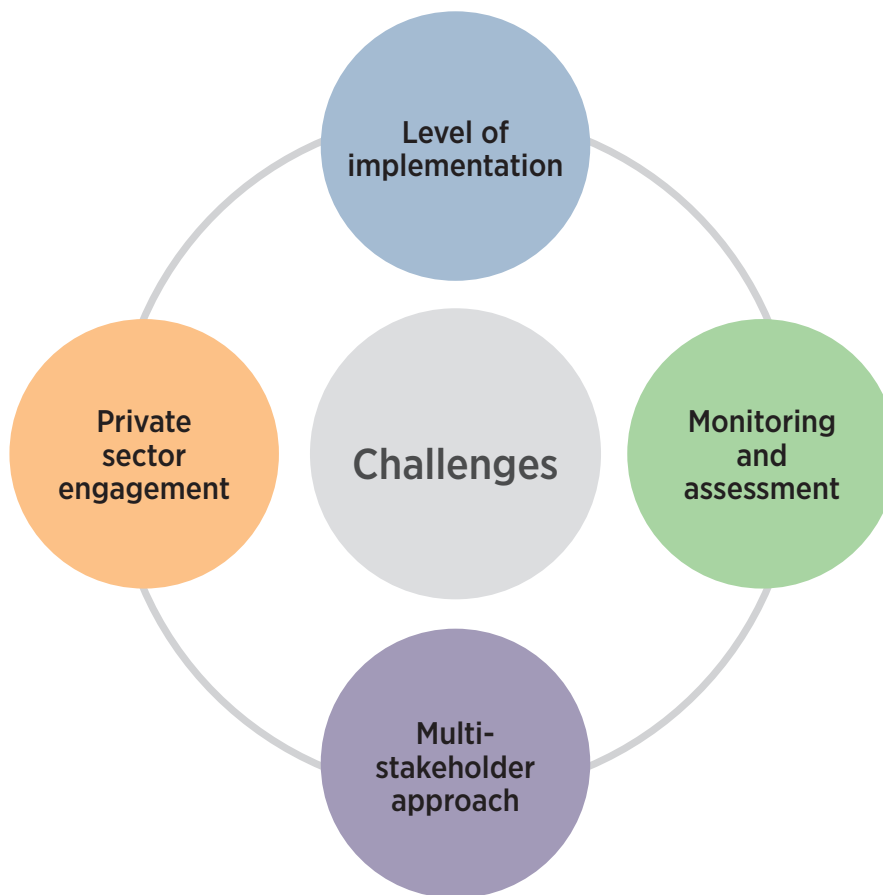 Level of
implementation
Private
sector
engagement
Challenges
Monitoring
and
assessment
Multi-
stakeholder
approach